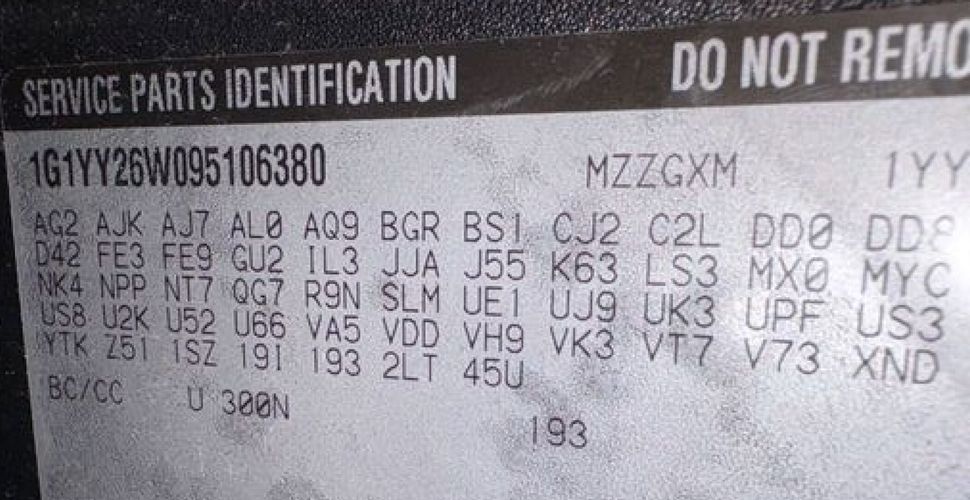 SERVICE PARTS IDENTIFICATION DO NOT REMO
1G1YY26W095106380 MZZGXM 1YY
AG2 AJK AJ7 AL0 AQ9 BGR BS1 CJ2 C2L DD0 DD8
D42 FE3 FE9 GU2 IL3 JJA J55 K63 LS3 MX0 MYC
NK4 NPP NT7 QG7 R9N SLM UE1 UJ9 UK3 UPF US3
US8 U2K U52 U66 VA5 VDD VH9 VK3 VT7 V73 XND
YTK Z51 1SZ 191 193 2LT 45U
BC/CC U 300N
193